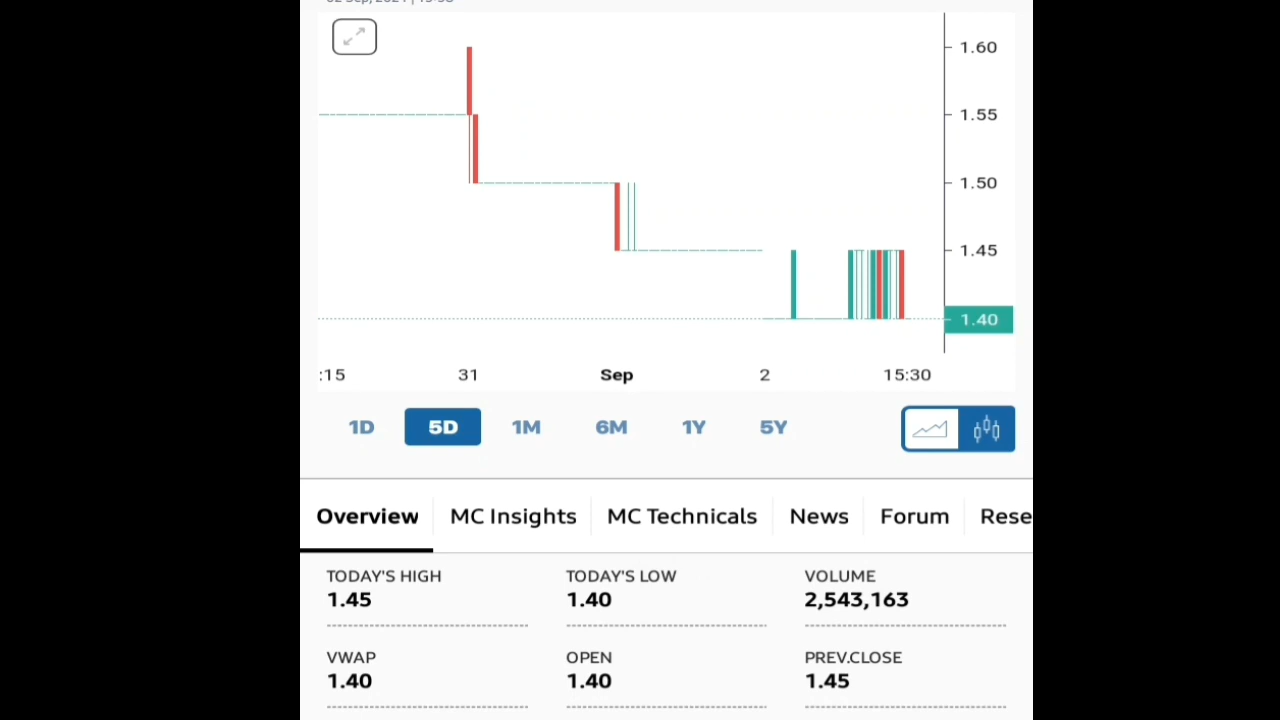 1.60
1.55
1.50
1.45
1.40
:15 31 Sep 2 15:30
1D 5D 1M 6M 1Y 5Y
Overview MC Insights MC Technicals News Forum Rese
TODAY'S HIGH TODAY'S LOW VOLUME
1.45 1.40 2,543,163
VWAP OPEN PREV.CLOSE
1.40 1.40 1.45